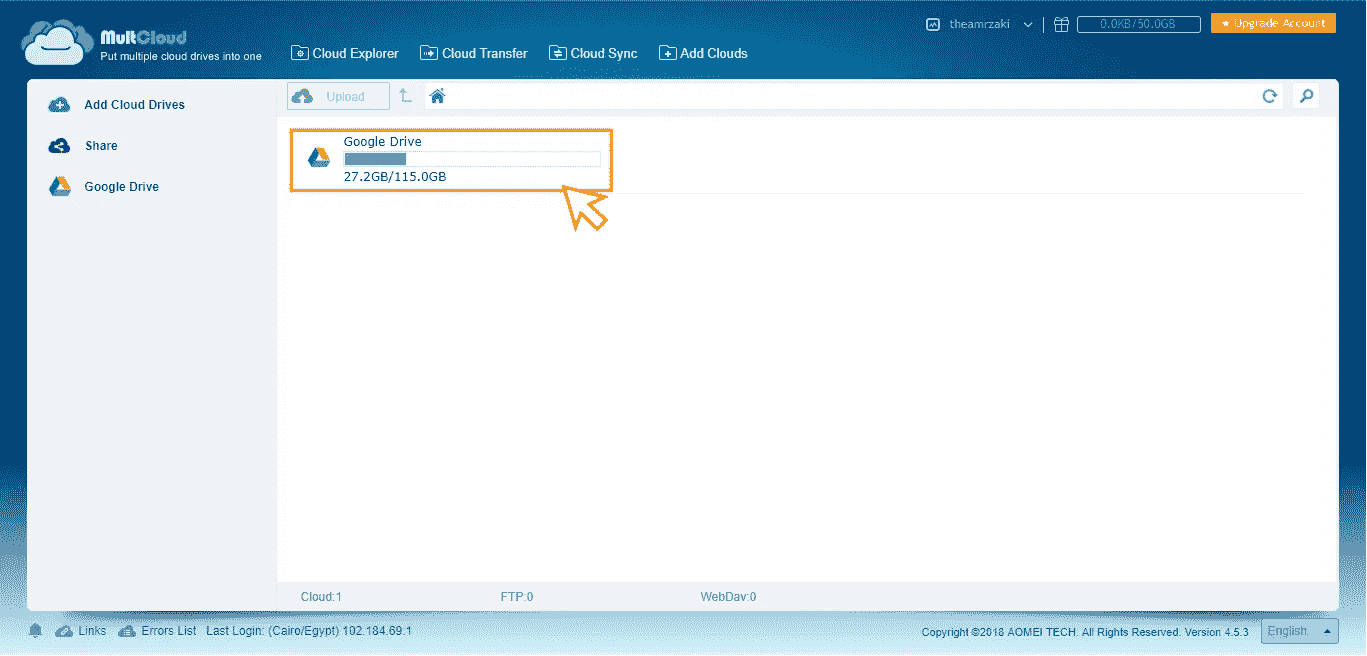 MultCloud
Put multiple cloud drives into one
Cloud Explorer
Cloud Transfer
Cloud Sync
Add Clouds
theamrzaki
0.0KB/50.0GB
Upgrade Account
Add Cloud Drives
Share
Google Drive
Upload
Google Drive
27.2GB/115.0GB
Cloud:1
FTP:0
WebDav:0
Links
Errors List
Last Login: (Cairo/Egypt) 102.184.69.1
Copyright ©2018 AOMEI TECH. All Rights Reserved. Version 4.5.3
English